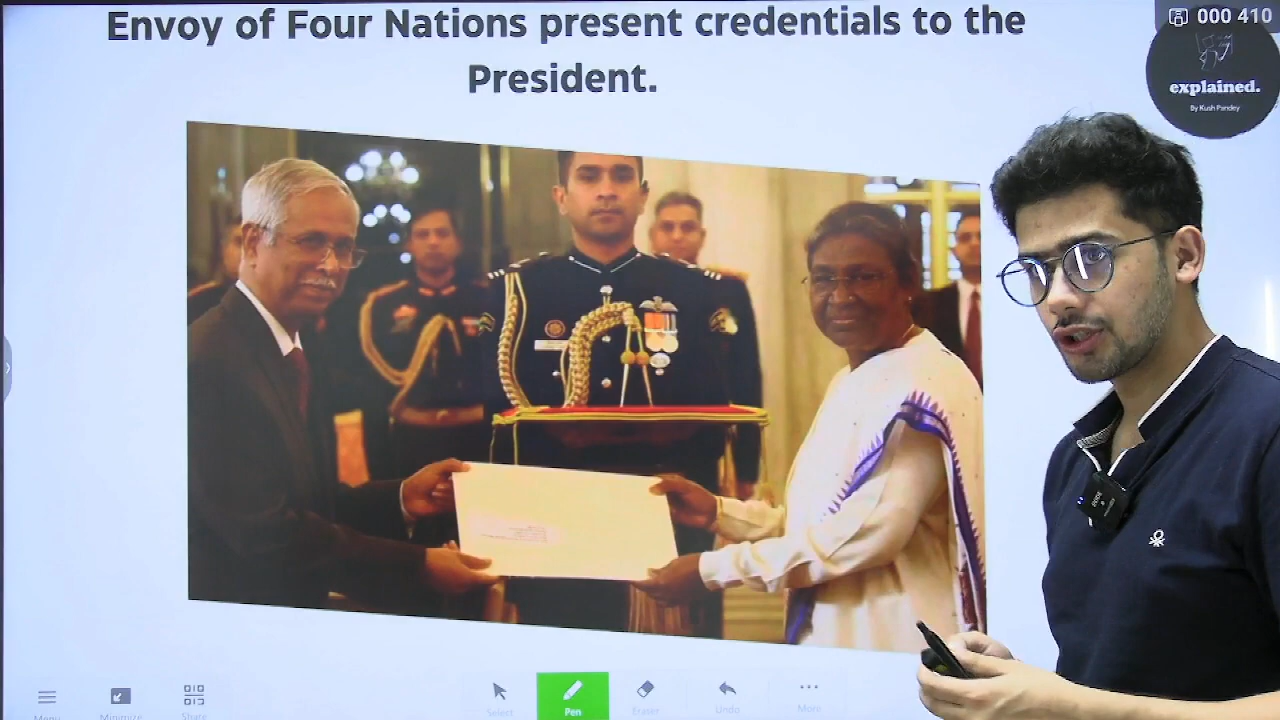 Envoy of Four Nations present credentials to the
President.
000 410
explained.
By Kush Pandey
Menu
Minimize
Share
Select
Pen
Eraser
Undo
More